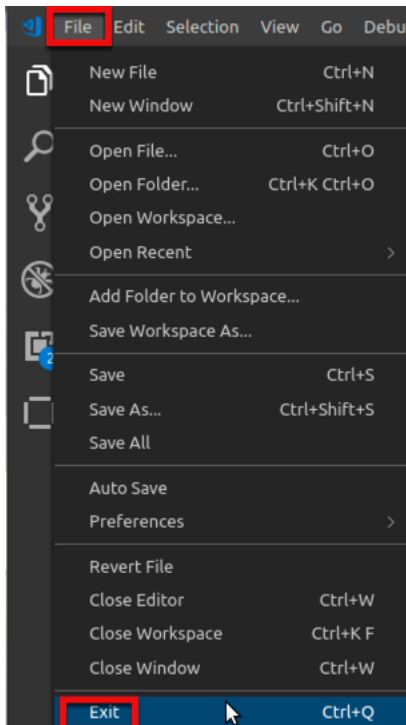 File Edit Selection View Go Debu
New File Ctrl+N
New Window Ctrl+Shift+N
Open File... Ctrl+O
Open Folder... Ctrl+K Ctrl+O
Open Workspace...
Open Recent
Add Folder to Workspace...
Save Workspace As...
2
Save Ctrl+S
Save As... Ctrl+Shift+S
Save All
Auto Save
Preferences
Revert File
Close Editor Ctrl+W
Close Workspace Ctrl+K F
Close Window Ctrl+W
Exit Ctrl+Q